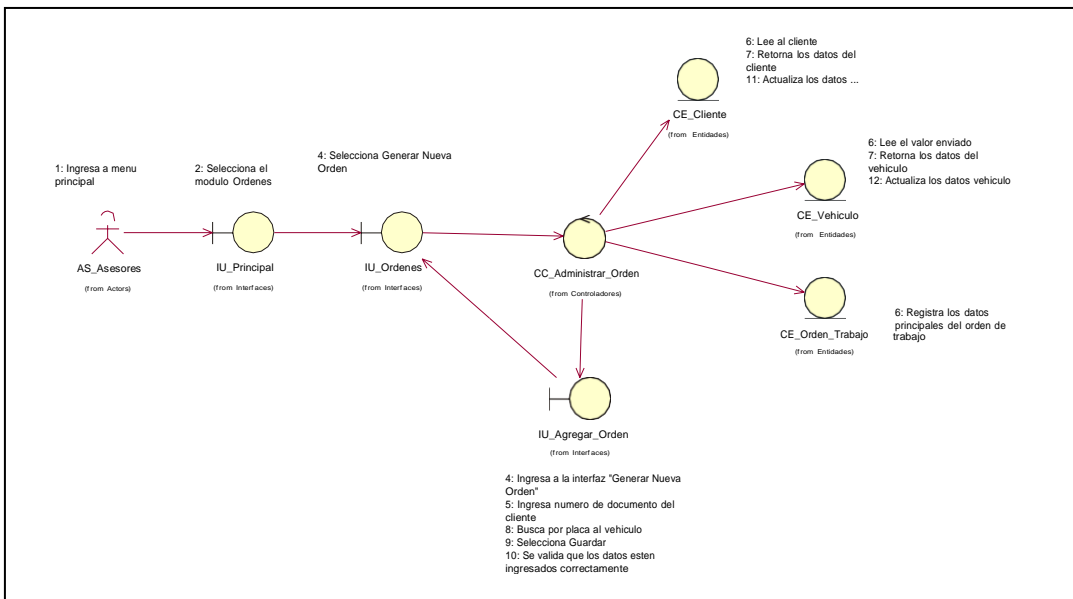 6: Lee al cliente
7: Retorna los datos del
cliente
11: Actualiza los datos ...
CE_Cliente
(from Entidades)
6: Lee el valor enviado
7: Retorna los datos del
vehiculo
12: Actualiza los datos vehiculo
CE_Vehiculo
(from Entidades)
1: Ingresa a menu
principal
2: Selecciona el
modulo Ordenes
4: Selecciona Generar Nueva
Orden
AS_Asesores
(from Actors)
IU_Principal
(from Interfaces)
IU_Ordenes
(from Interfaces)
CC_Administrar_Orden
(from Controladores)
CE_Orden_Trabajo
(from Entidades)
6: Registra los datos
principales del orden de
trabajo
IU_Agregar_Orden
(from Interfaces)
4: Ingresa a la interfaz "Generar Nueva
Orden"
5: Ingresa numero de documento del
cliente
8: Busca por placa al vehiculo
9: Selecciona Guardar
10: Se valida que los datos esten
ingresados correctamente